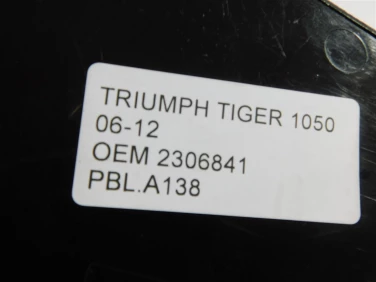 TRIUMPH TIGER 1050
06-12
OEM 2306841
PBL.A138